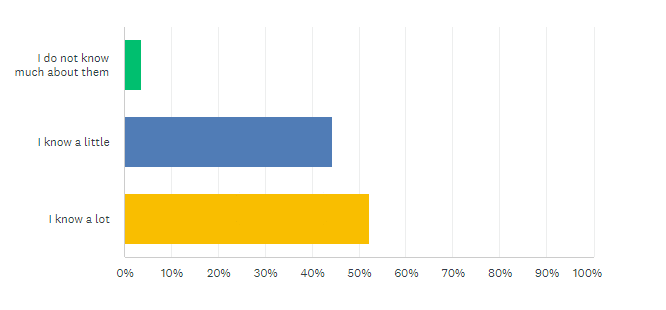 I do not know
much about them
I know a little
I know a lot
0% 10% 20% 30% 40% 50% 60% 70% 80% 90% 100%